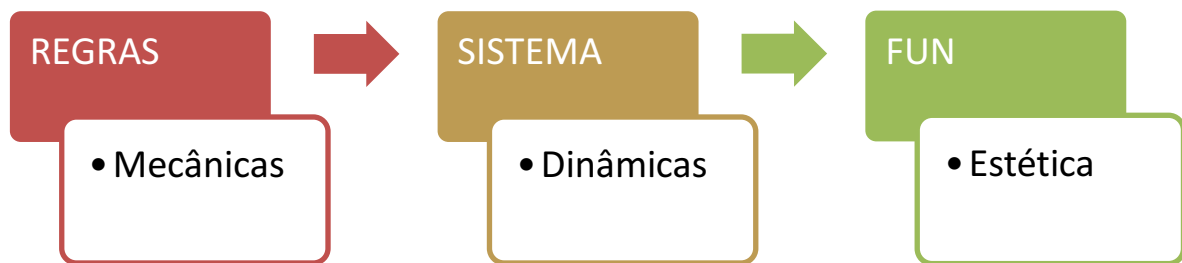 REGRAS
• Mecânicas
SISTEMA
• Dinâmicas
FUN
• Estética